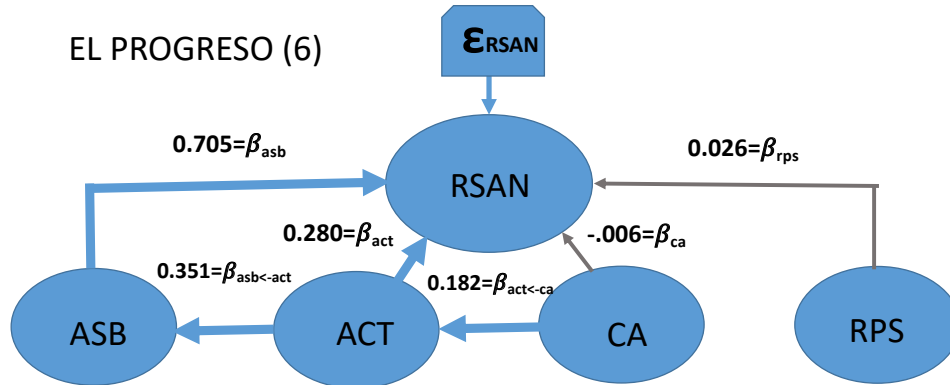 EL PROGRESO (6)
εRSAN
0.705=βasb
0.026=βrps
RSAN
0.280=βact
-.006=βca
0.351=βasb<-act
0.182=βact<-ca
ASB
ACT
CA
RPS